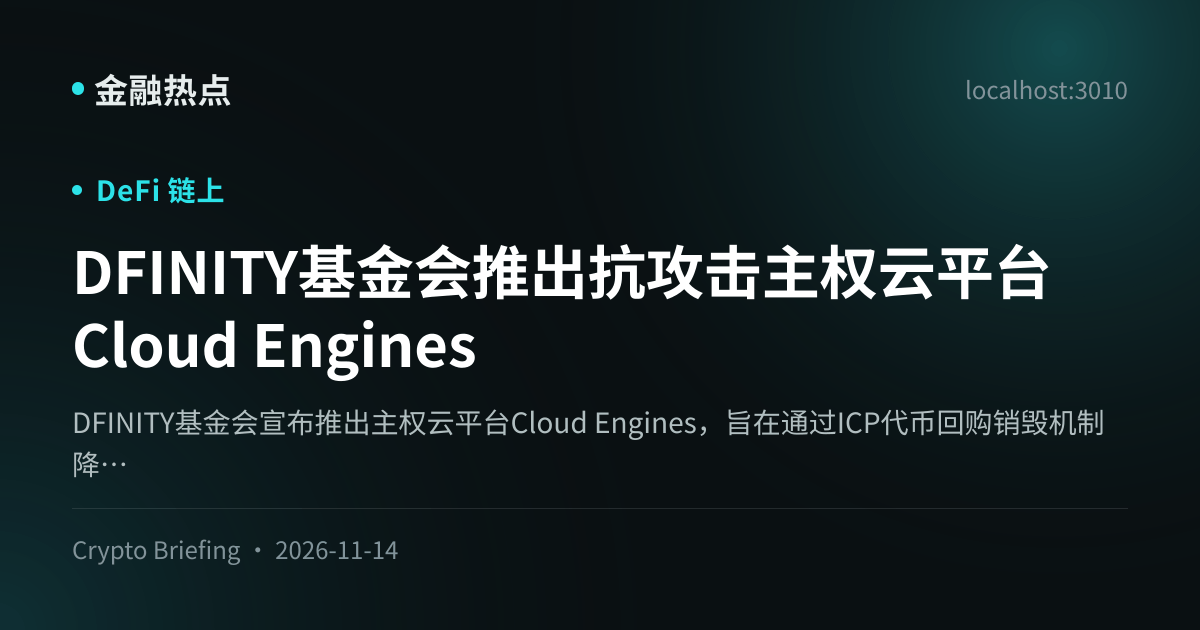 金融热点
localhost:3010
DeFi 链上
DFINITY基金会推出抗攻击主权云平台
Cloud Engines
DFINITY基金会宣布推出主权云平台Cloud Engines，旨在通过ICP代币回购销毁机制
降…
Crypto Briefing · 2026-11-14